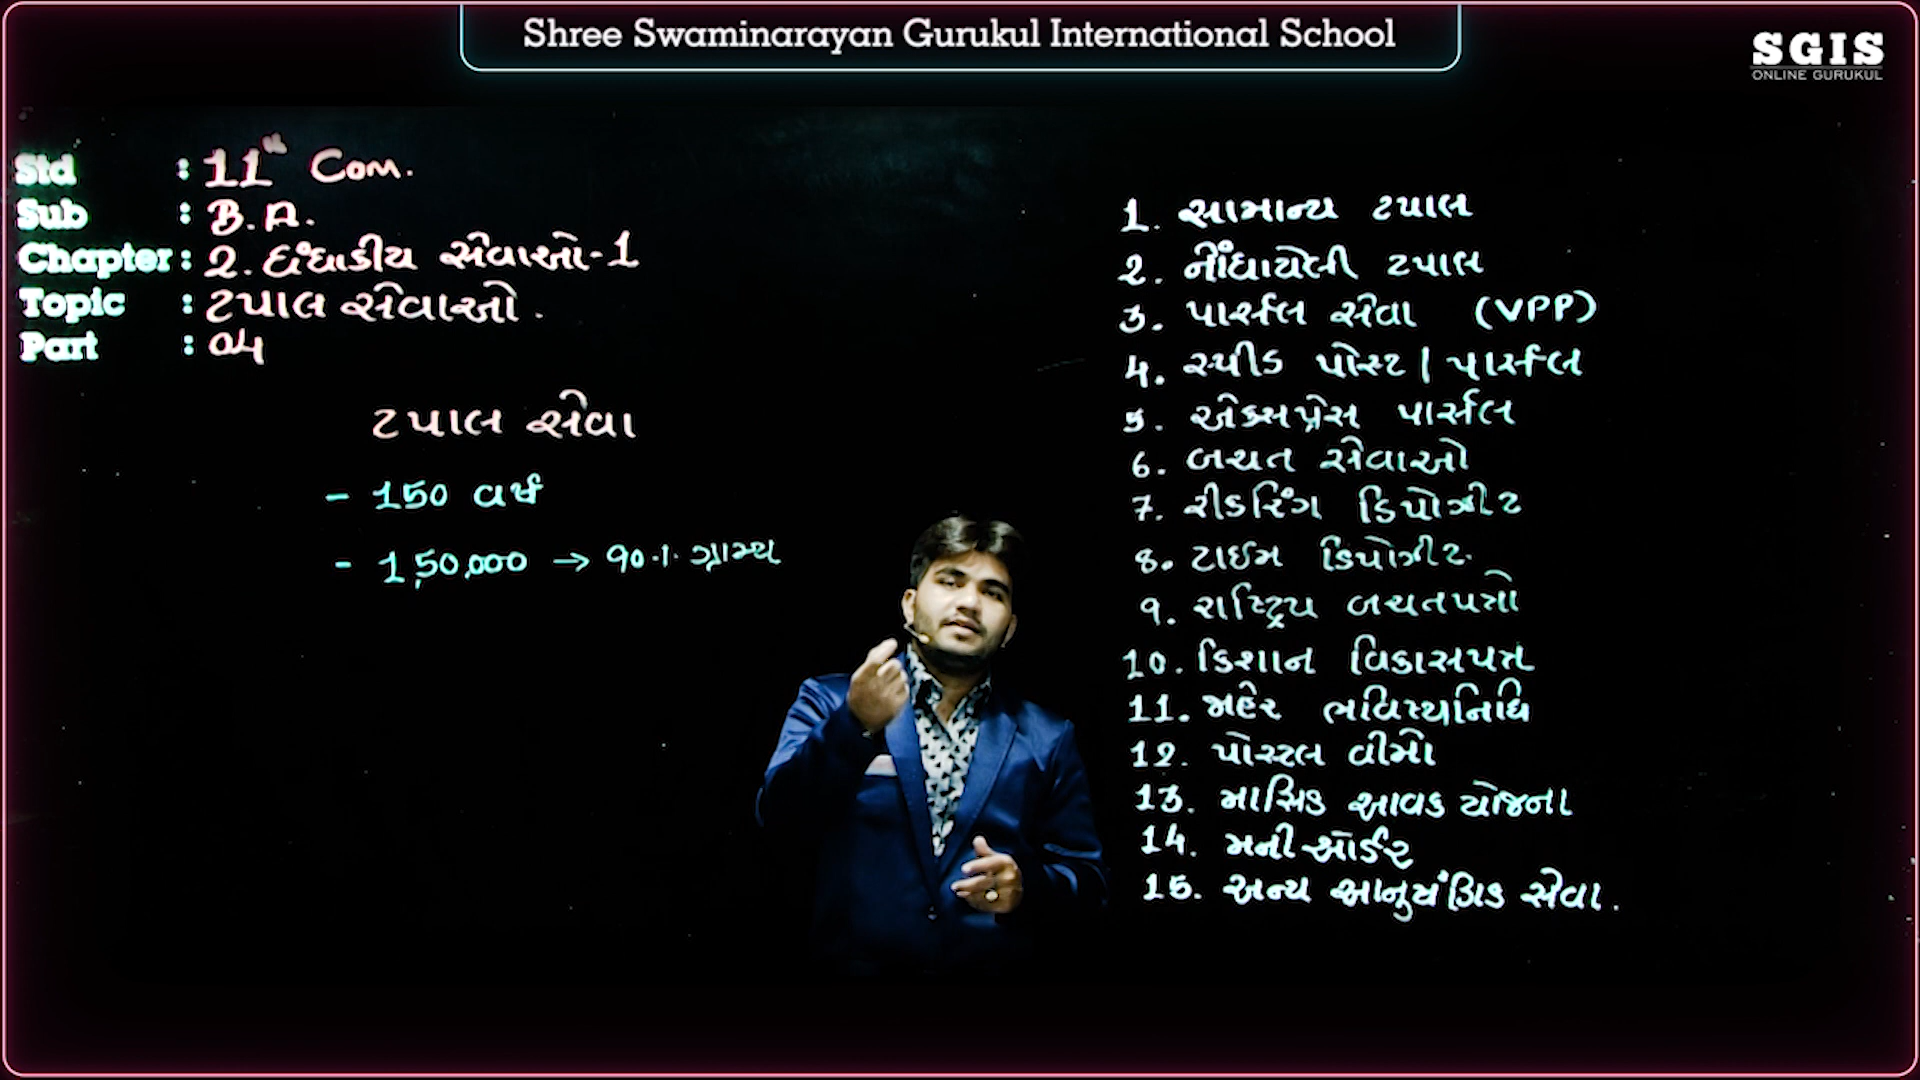 Shree Swaminarayan Gurukul International School
SGIS
ONLINE GURUKUL
Std : 11th Com.
Sub : B.A.
Chapter : 2. ધંધાકીય સેવાઓ-1
Topic : ટપાલ સેવાઓ.
Part : 04
ટપાલ સેવા
- 150 વર્ષ
- 1,50,000 → 90.1. ગ્રામ્ય
1. સામાન્ય ટપાલ
2. નોંધાયેલી ટપાલ
3. પાર્સલ સેવા (VPP)
4. સ્પીડ પોસ્ટ | પાર્સલ
5. એક્સપ્રેસ પાર્સલ
6. બચત સેવાઓ
7. રીકરિંગ ડિપોઝીટ
8. ટાઈમ ડિપોઝીટ.
9. રાષ્ટ્રિય બચતપત્રો
10. કિશાન વિકાસપત્ર
11. જાહેર ભવિષ્યનિધિ
12. પોસ્ટલ વીમો
13. માસિક આવક યોજના
14. મની ઑર્ડર
15. અન્ય આનુષંગિક સેવા.